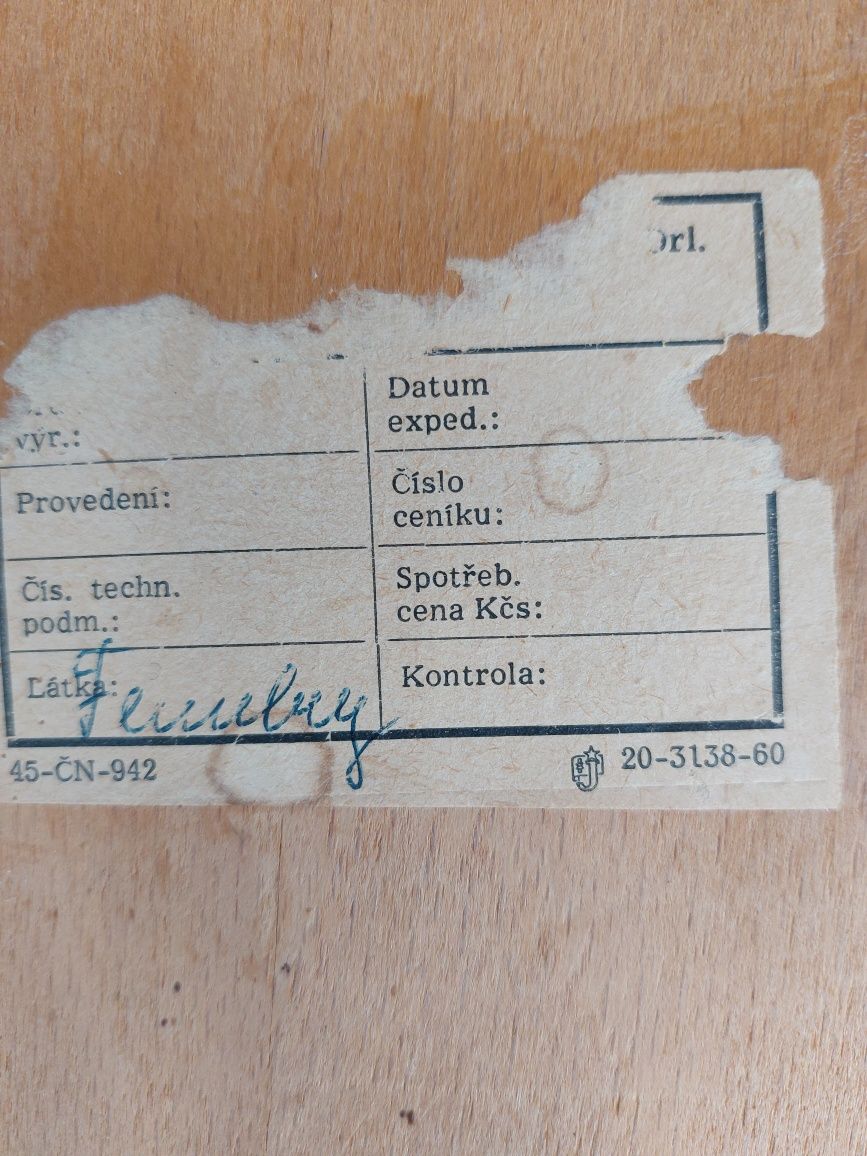 Orl.
výr.:
Datum
exped.:
Provedení:
Číslo
ceníku:
Čís. techn.
podm.:
Spotřeb.
cena Kčs:
Látka:
Kontrola:
45-ČN-942
20-3138-60